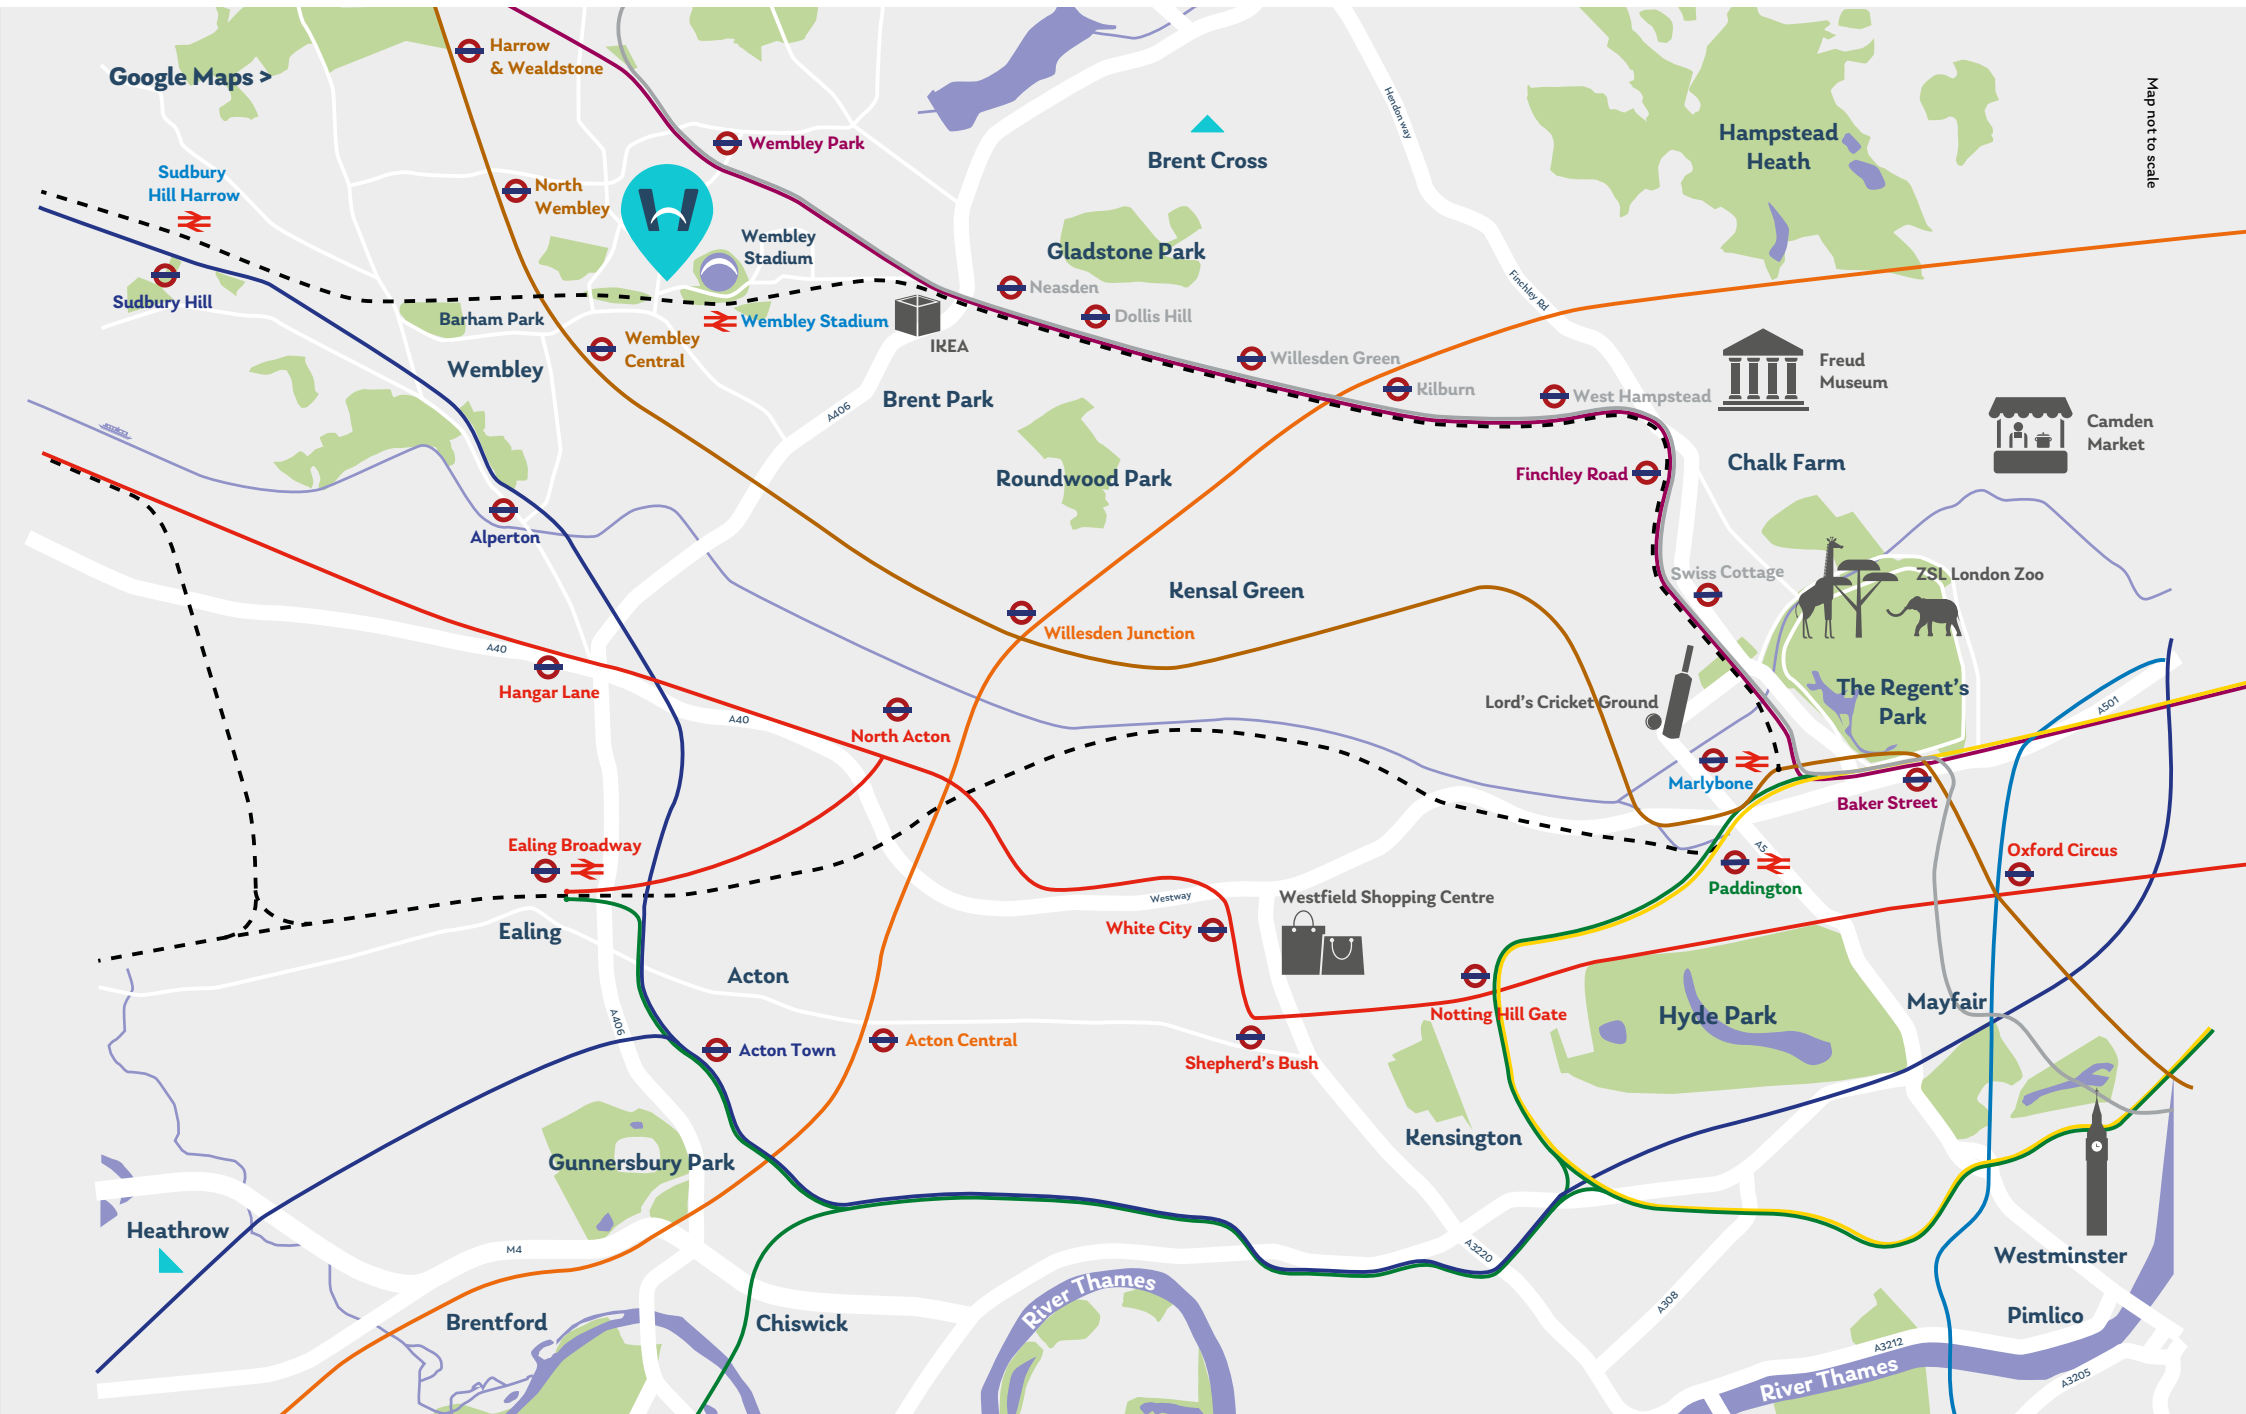 Google Maps >
Harrow
& Wealdstone
Wembley Park
Sudbury
Hill Harrow
North
Wembley
Wembley
Stadium
Sudbury Hill
Barham Park
Wembley Stadium
Wembley
Central
IKEA
Wembley
Brent Park
A406
Brent Cross
Hendon way
Hampstead
Heath
Map not to scale
Gladstone Park
Neasden
Dollis Hill
Willesden Green
Kilburn
West Hampstead
Finchley Rd
Freud
Museum
Camden
Market
Chalk Farm
Finchley Road
Roundwood Park
Alperton
Swiss Cottage
ZSL London Zoo
Kensal Green
Willesden Junction
A40
Hangar Lane
A40
North Acton
Lord's Cricket Ground
The Regent's
Park
A501
Marlybone
Baker Street
Ealing Broadway
A5
Oxford Circus
Paddington
Westway
Westfield Shopping Centre
White City
Ealing
Acton
A406
Acton Town
Acton Central
Notting Hill Gate
Shepherd's Bush
Hyde Park
Mayfair
Kensington
Gunnersbury Park
Heathrow
M4
A3220
Westminster
River Thames
A308
Pimlico
Brentford
Chiswick
A3212
River Thames
A3205